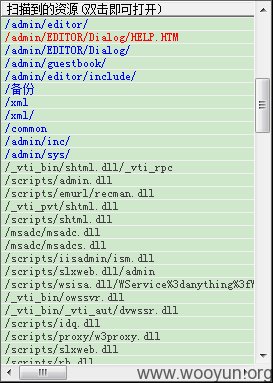 扫描到的资源(双击即可打开)
/admin/editor/
/admin/EDITOR/Dialog/HELP.HTM
/admin/EDITOR/Dialog/
/admin/guestbook/
/admin/editor/include/
/备份
/xml
/xml/
/common
/admin/inc/
/admin/sys/
/_vti_bin/shtml.dll/_vti_rpc
/scripts/admin.dll
/scripts/emurl/recman.dll
/_vti_pvt/shtml.dll
/scripts/shtml.dll
/msadc/msadc.dll
/msadc/msadcs.dll
/scripts/iisadmin/ism.dll
/scripts/slxweb.dll/admin
/scripts/wsisa.dll/WService%3danything%3fW
/_vti_bin/owssvr.dll
/_vti_bin/_vti_aut/dvwssr.dll
/scripts/idq.dll
/scripts/proxy/w3proxy.dll
/scripts/slxweb.dll
www.wooyun.org